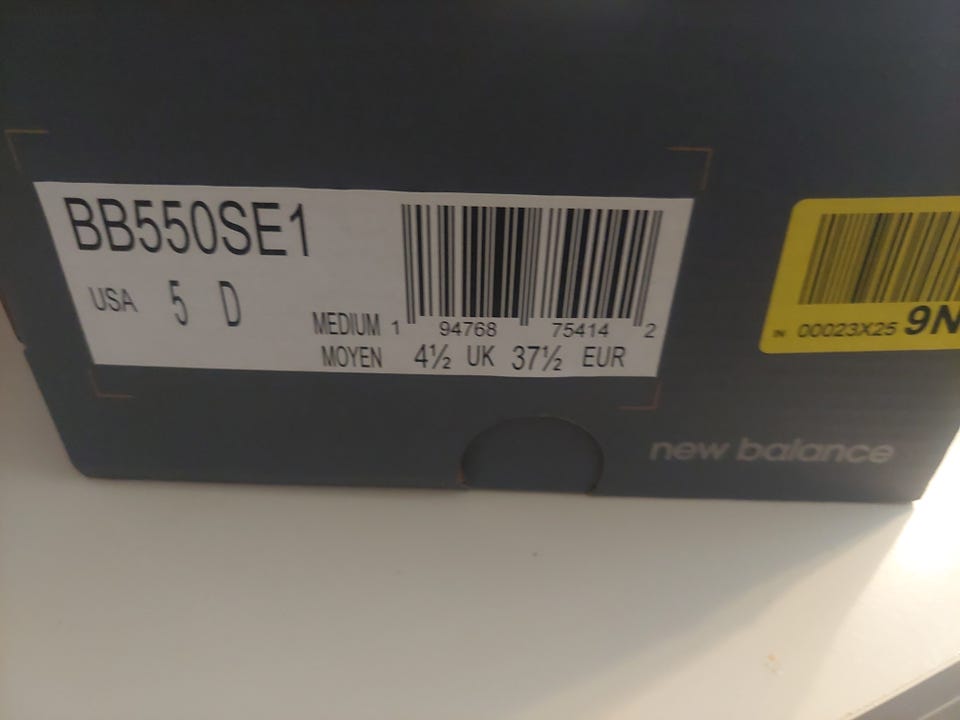 BB550SE1
USA 5 D
MEDIUM 1 94768 75414 2
MOYEN 4½ UK 37½ EUR
IN 00023X25 9N
new balance